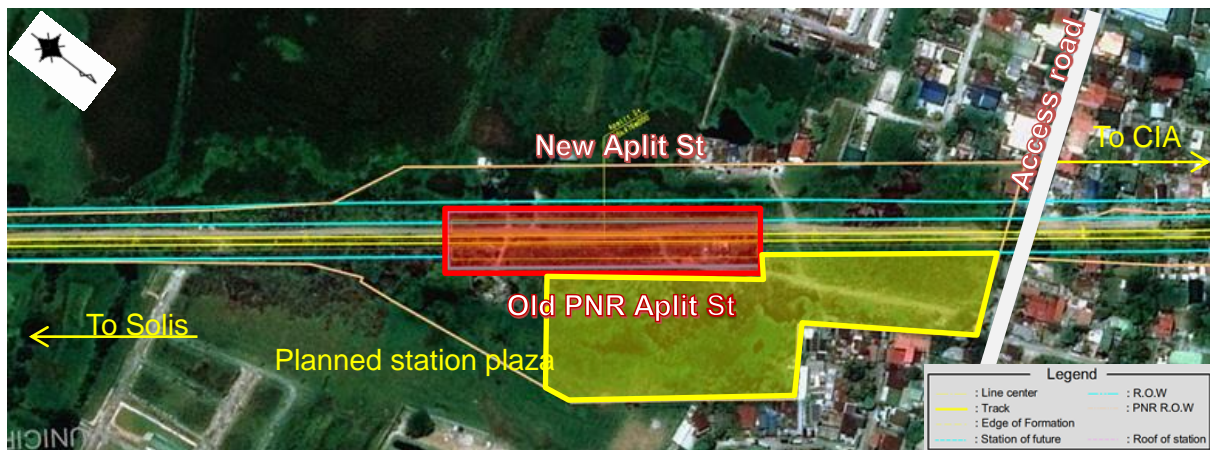 New Aplit St
To CIA
Access road
Old PNR Aplit St
To Solis
Planned station plaza
Legend
: Line center
: R.O.W
: Track
: PNR R.O.W
: Edge of Formation
: Station of future
: Roof of station